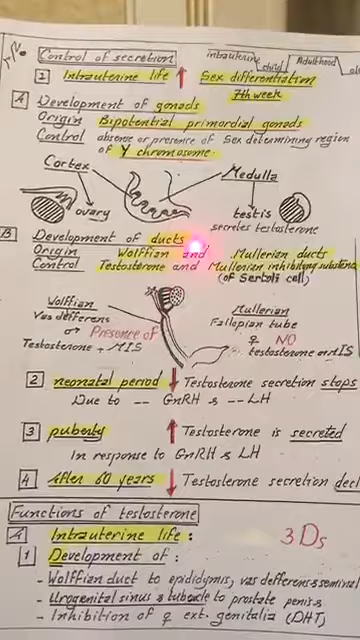 Control of secretion
intrauterine child Adulthood
1 Intrauterine life ↑ Sex differentiation
7th week
A Development of gonads
Origin Bipotential primordial gonads
Control absense or presence of Sex determining region
of Y chromosome.
Cortex Medulla
ovary testis
secretes testosterone
B Development of ducts
Origin Wolffian and Mullerian ducts
Control Testosterone and Mullerian inhibiting substance
(of Sertoli cell)
Wolffian Mullerian
Vas defferens Fallopian tube
♂ Presence of ♀ NO
Testosterone + MIS testosterone or MIS
2 neonatal period ↓ Testosterone secretion stops
Due to -- GnRH & -- LH
3 puberty ↑ Testosterone is secreted
In response to GnRH & LH
4 After 60 years ↓ Testosterone secretion decl
Functions of testosterone
A Intrauterine life : 3Ds
1 Development of :
- Wolffian duct to epididymis, vas defferens & seminal
- Urogenital sinus & tubercle to prostate penis &
- Inhibition of ♀ ext. genitalia (DHT)